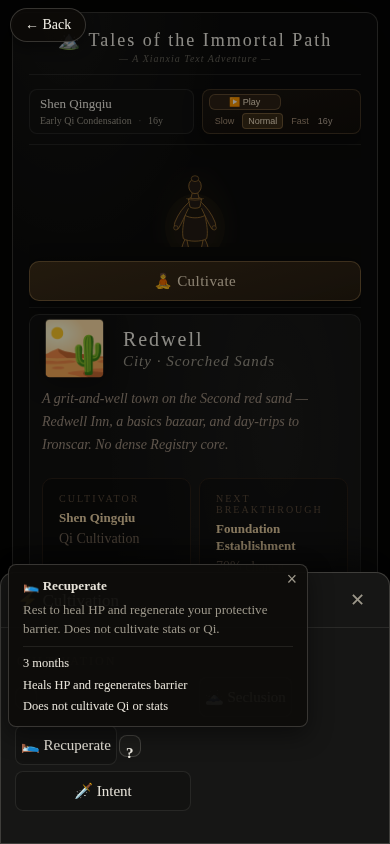 ← Back
Tales of the Immortal Path
— A Xianxia Text Adventure —
Shen Qingqiu
Early Qi Condensation · 16y
▶️ Play
Slow Normal Fast 16y
🧘 Cultivate
Redwell
City · Scorched Sands
A grit-and-well town on the Second red sand —
Redwell Inn, a basics bazaar, and day-trips to
Ironscar. No dense Registry core.
CULTIVATOR
Shen Qingqiu
Qi Cultivation
NEXT
BREAKTHROUGH
Foundation
Establishment
×
🛌 Recuperate
Rest to heal HP and regenerate your protective
barrier. Does not cultivate stats or Qi.
3 months
Heals HP and regenerates barrier
Does not cultivate Qi or stats
✕
Seclusion
🛌 Recuperate
?
🗡️ Intent